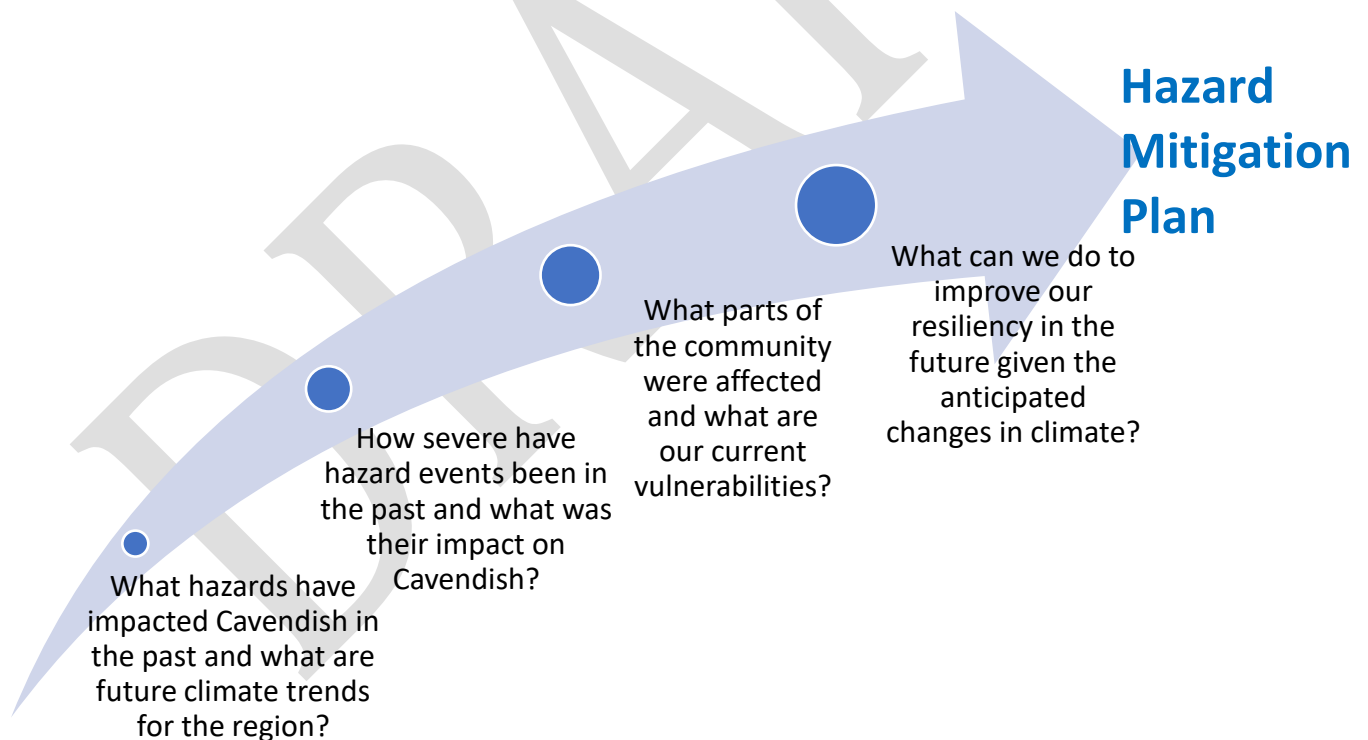 What hazards have
impacted Cavendish in
the past and what are
future climate trends
for the region?
How severe have
hazard events been in
the past and what was
their impact on
Cavendish?
What parts of
the community
were affected
and what are
our current
vulnerabilities?
What can we do to
improve our
resiliency in the
future given the
anticipated
changes in climate?
Hazard
Mitigation
Plan
DRA